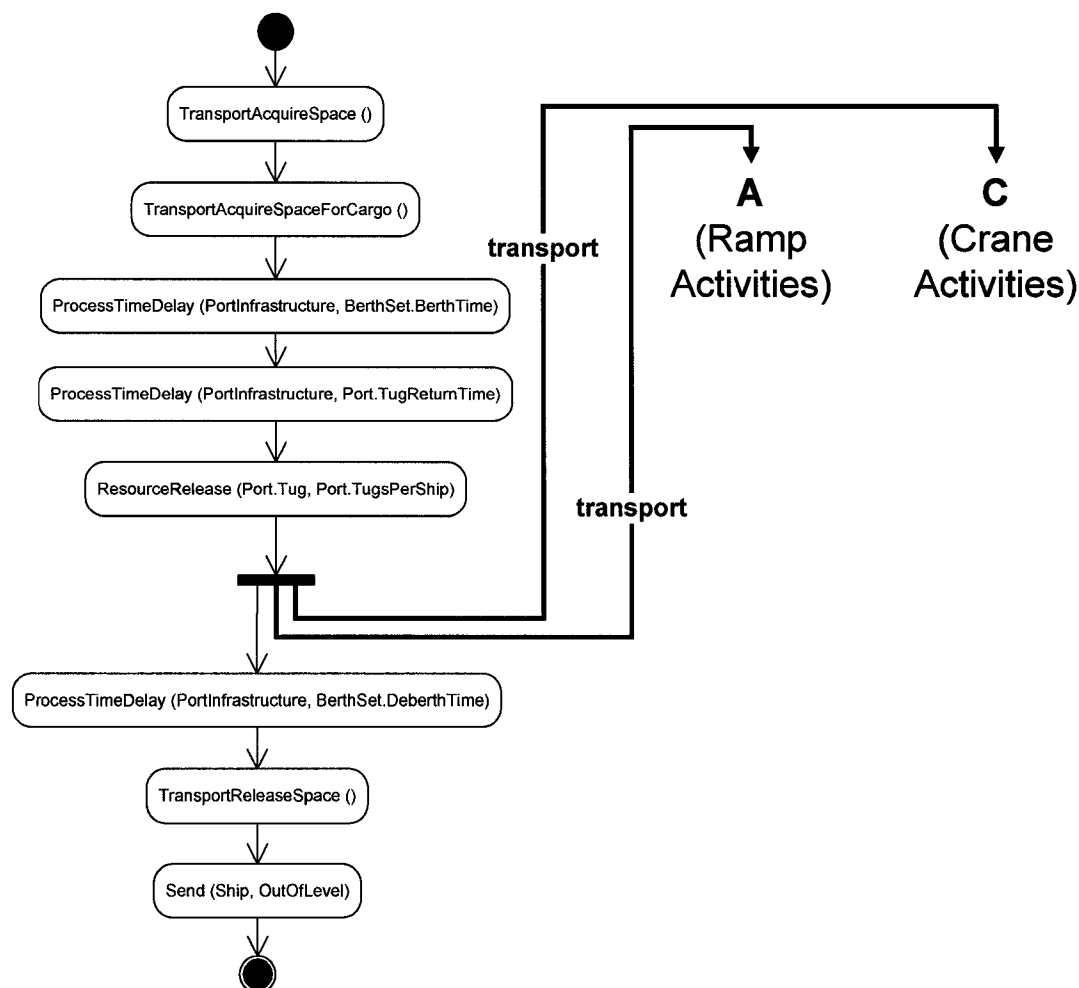 TransportAcquireSpace ()
TransportAcquireSpaceForCargo ()
ProcessTimeDelay (PortInfrastructure, BerthSet.BerthTime)
ProcessTimeDelay (PortInfrastructure, Port.TugReturnTime)
ResourceRelease (Port.Tug, Port.TugsPerShip)
ProcessTimeDelay (PortInfrastructure, BerthSet.DeberthTime)
TransportReleaseSpace ()
Send (Ship, OutOfLevel)
transport
transport
A
(Ramp
Activities)
C
(Crane
Activities)